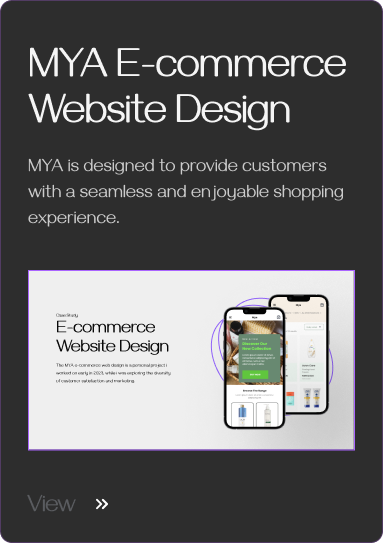 MYA E-commerce
Website Design
MYA is designed to provide customers
with a seamless and enjoyable shopping
experience.
Case Study
E-commerce
Website Design
The MYA e-commerce web design is a personal project I
worked on early in 2023, while I was exploring the diversity
of customer satisfaction and marketing.
Discover Our
New Collection
View